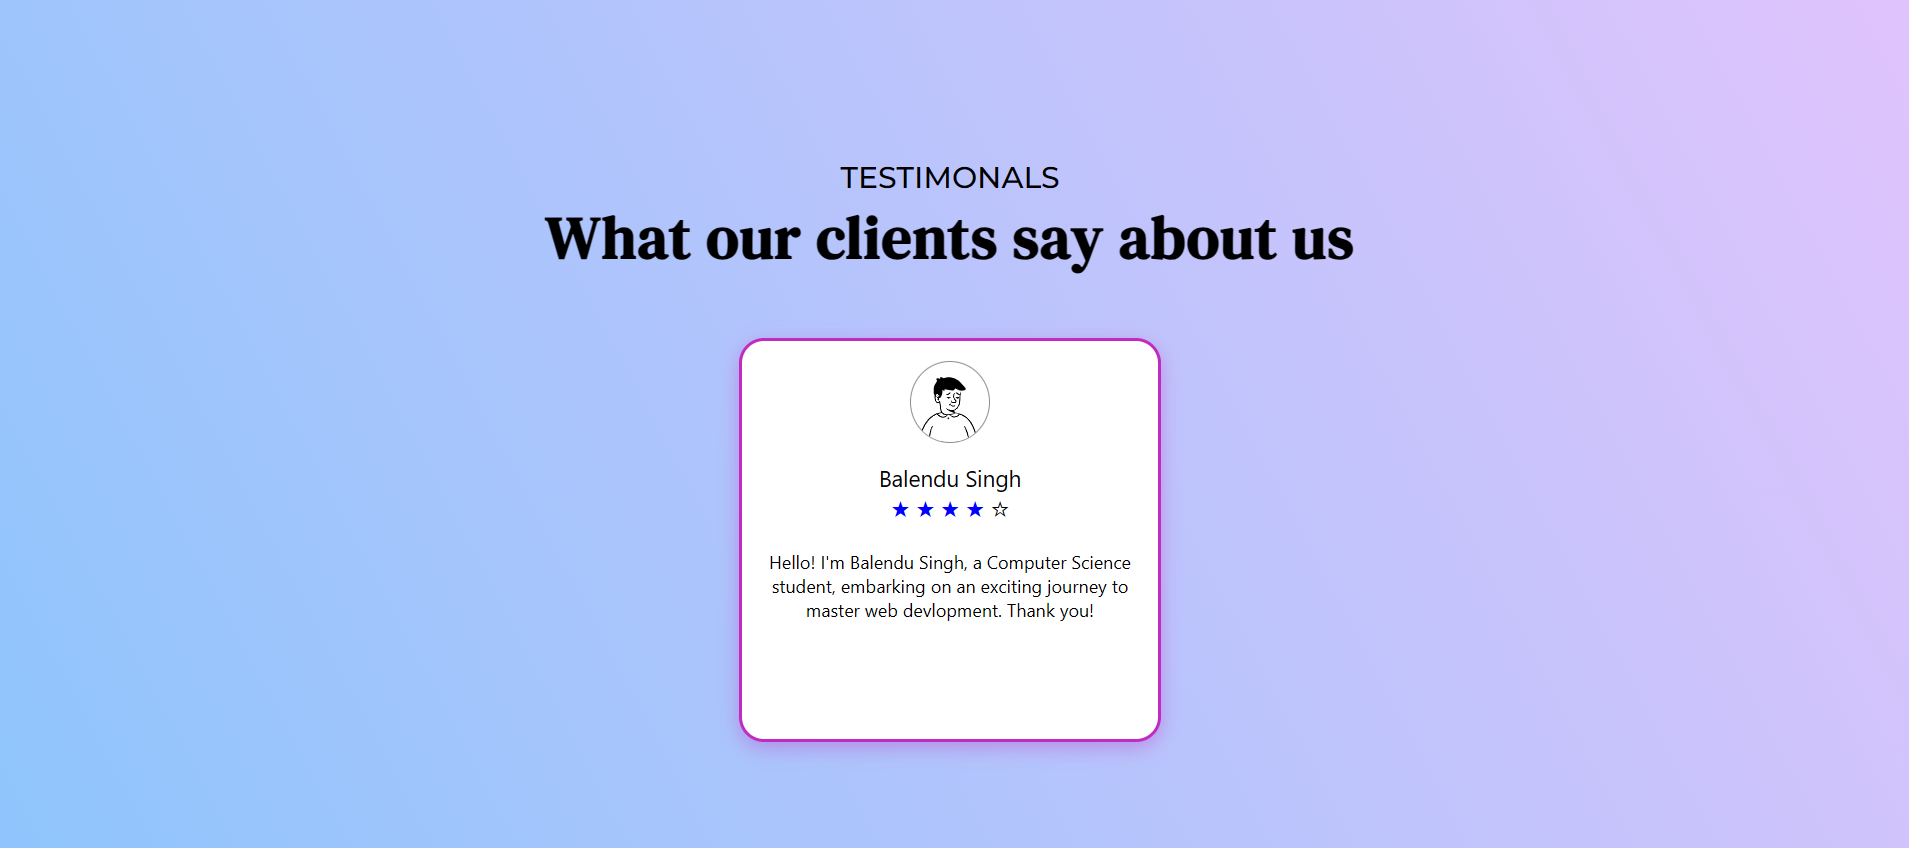 TESTIMONALS
What our clients say about us
Balendu Singh
★ ★ ★ ★ ☆
Hello! I'm Balendu Singh, a Computer Science
student, embarking on an exciting journey to
master web devlopment. Thank you!